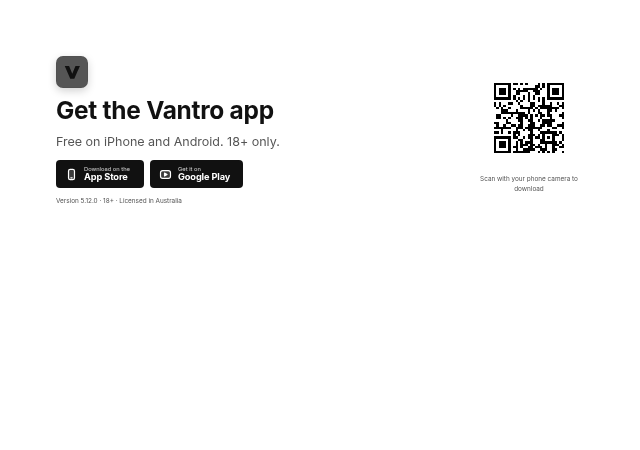 V
Get the Vantro app
Free on iPhone and Android. 18+ only.
Download on the
App Store
Get it on
Google Play
Version 5.12.0 · 18+ · Licensed in Australia
Scan with your phone camera to
download